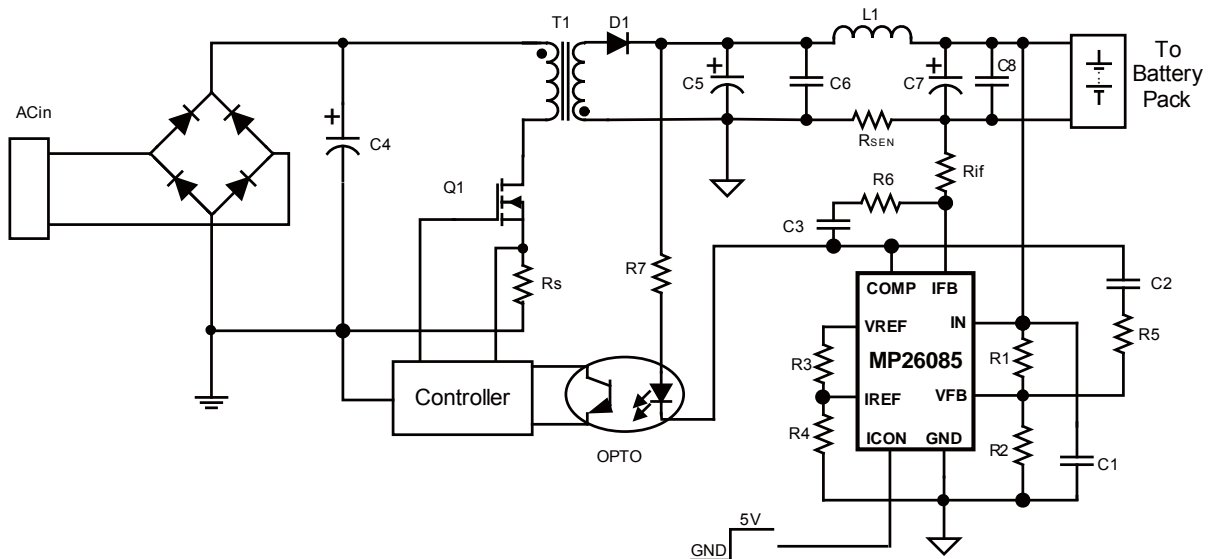 T1
D1
L1
To
Battery
Pack
ACin
C4
C5
C6
C7
C8
RSEN
Rif
R6
C3
Q1
Rs
R7
C2
R5
COMP
IFB
VREF
IN
MP26085
R3
R1
IREF
VFB
R4
R2
ICON
GND
C1
Controller
OPTO
5V
GND